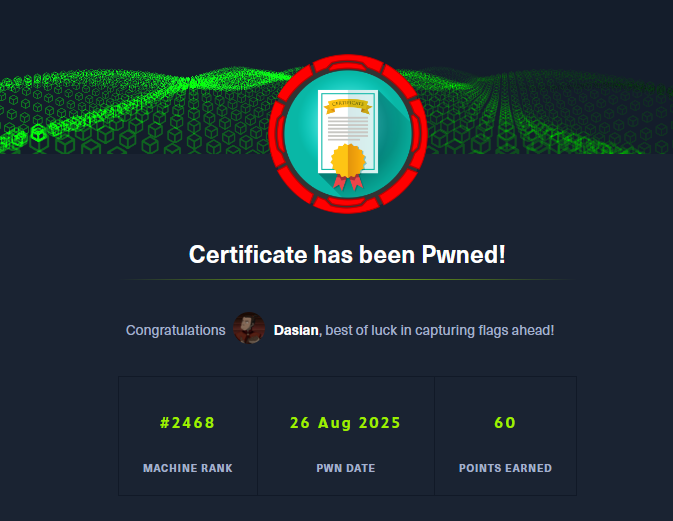 CERTIFICATE
Certificate has been Pwned!
Congratulations Dasian, best of luck in capturing flags ahead!
#2468
26 Aug 2025
60
MACHINE RANK
PWN DATE
POINTS EARNED